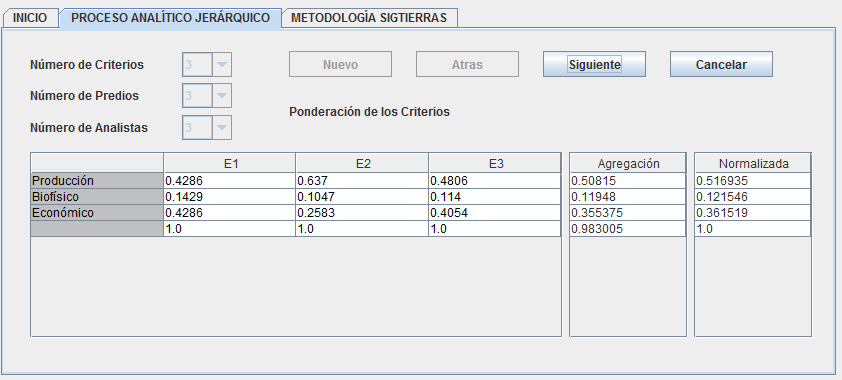 INICIO PROCESO ANALÍTICO JERÁRQUICO METODOLOGÍA SIGTIERRAS
Número de Criterios 3 Nuevo Atras Siguiente Cancelar
Número de Predios 3
Ponderación de los Criterios
Número de Analistas 3
E1 E2 E3 Agregación Normalizada
Producción 0.4286 0.637 0.4806 0.50815 0.516935
Biofísico 0.1429 0.1047 0.114 0.11948 0.121546
Económico 0.4286 0.2583 0.4054 0.355375 0.361519
1.0 1.0 1.0 0.983005 1.0